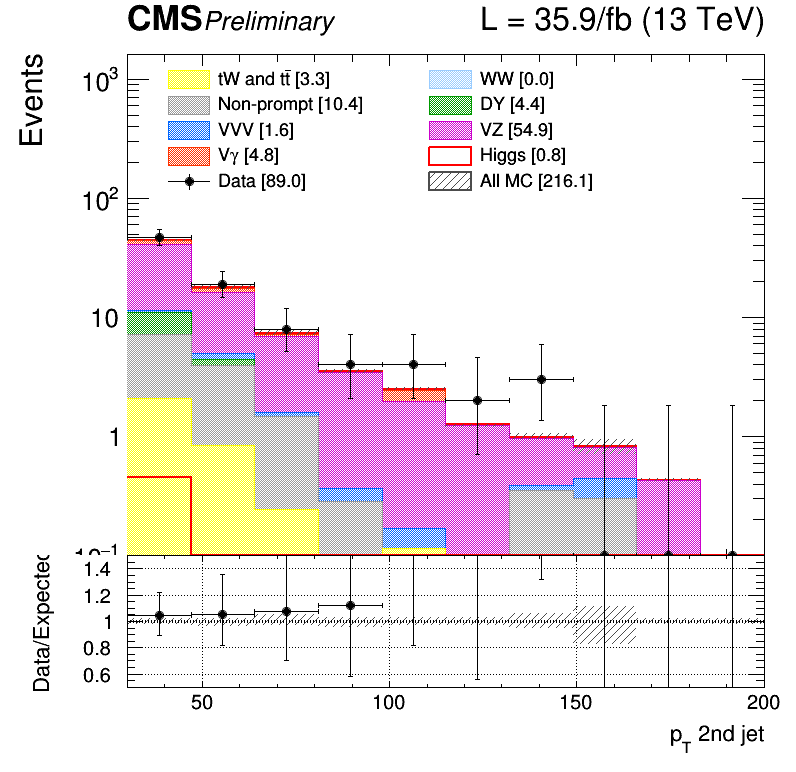 CMS Preliminary L = 35.9/fb (13 TeV)
Events
10³
10²
10
1
10⁻¹
tW and tt̄ [3.3]
Non-prompt [10.4]
VVV [1.6]
Vγ [4.8]
Data [89.0]
WW [0.0]
DY [4.4]
VZ [54.9]
Higgs [0.8]
All MC [216.1]
Data/Expected
1.4
1.2
1
0.8
0.6
50 100 150 200
p_T 2nd jet